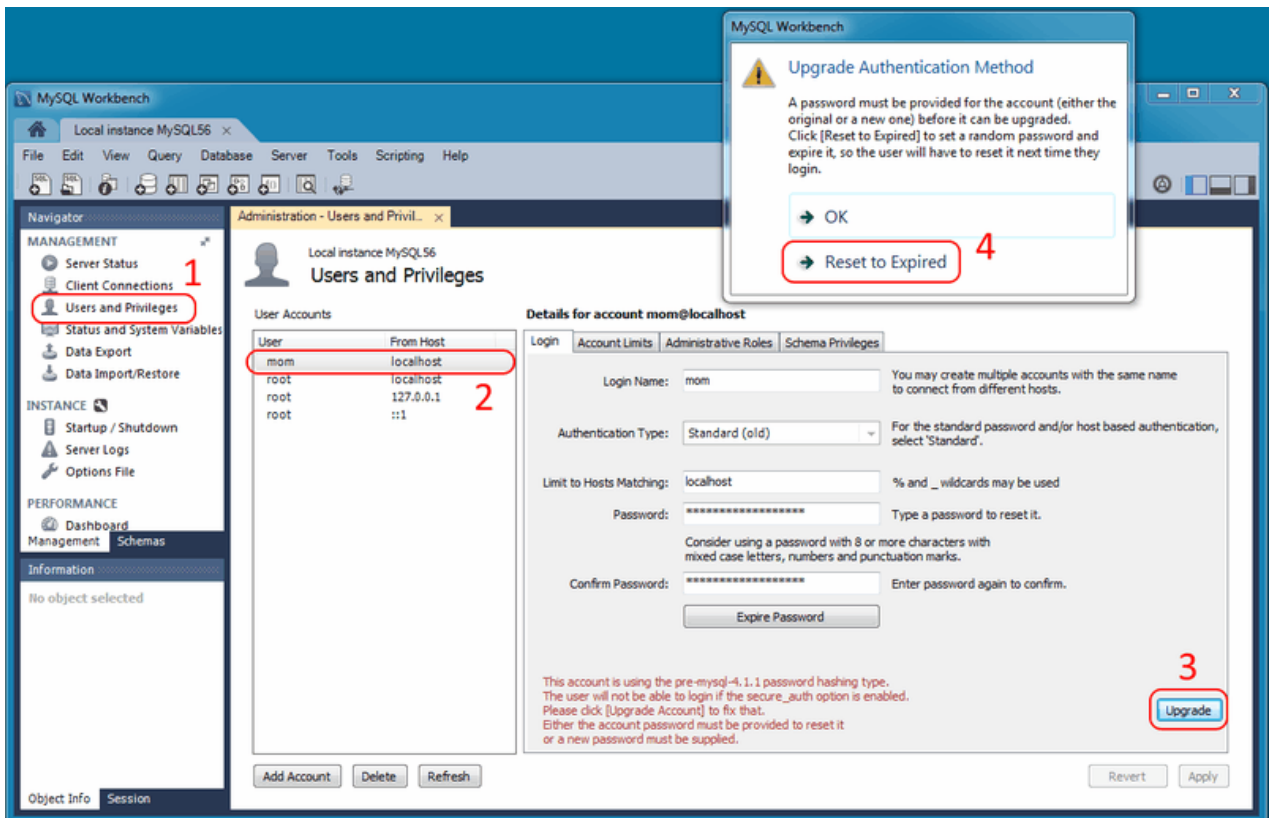 MySQL Workbench
Upgrade Authentication Method
A password must be provided for the account (either the
original or a new one) before it can be upgraded.
Click [Reset to Expired] to set a random password and
expire it, so the user will have to reset it next time they
login.
OK
Reset to Expired
4
MySQL Workbench
Local instance MySQL56
File Edit View Query Database Server Tools Scripting Help
Navigator
MANAGEMENT
Server Status
Client Connections
1
Users and Privileges
Status and System Variables
Data Export
Data Import/Restore
INSTANCE
Startup / Shutdown
Server Logs
Options File
PERFORMANCE
Dashboard
Management Schemas
Information
No object selected
Object Info Session
Administration - Users and Privil..
Local instance MySQL56
Users and Privileges
User Accounts
User From Host
mom localhost
root localhost
root 127.0.0.1
root ::1
2
Add Account Delete Refresh
Details for account mom@localhost
Login Account Limits Administrative Roles Schema Privileges
Login Name: mom You may create multiple accounts with the same name
to connect from different hosts.
Authentication Type: Standard (old) For the standard password and/or host based authentication,
select 'Standard'.
Limit to Hosts Matching: localhost % and _ wildcards may be used
Password: ****************** Type a password to reset it.
Consider using a password with 8 or more characters with
mixed case letters, numbers and punctuation marks.
Confirm Password: ****************** Enter password again to confirm.
Expire Password
This account is using the pre-mysql-4.1.1 password hashing type.
The user will not be able to login if the secure_auth option is enabled.
Please click [Upgrade Account] to fix that.
Either the account password must be provided to reset it
or a new password must be supplied.
3
Upgrade
Revert Apply